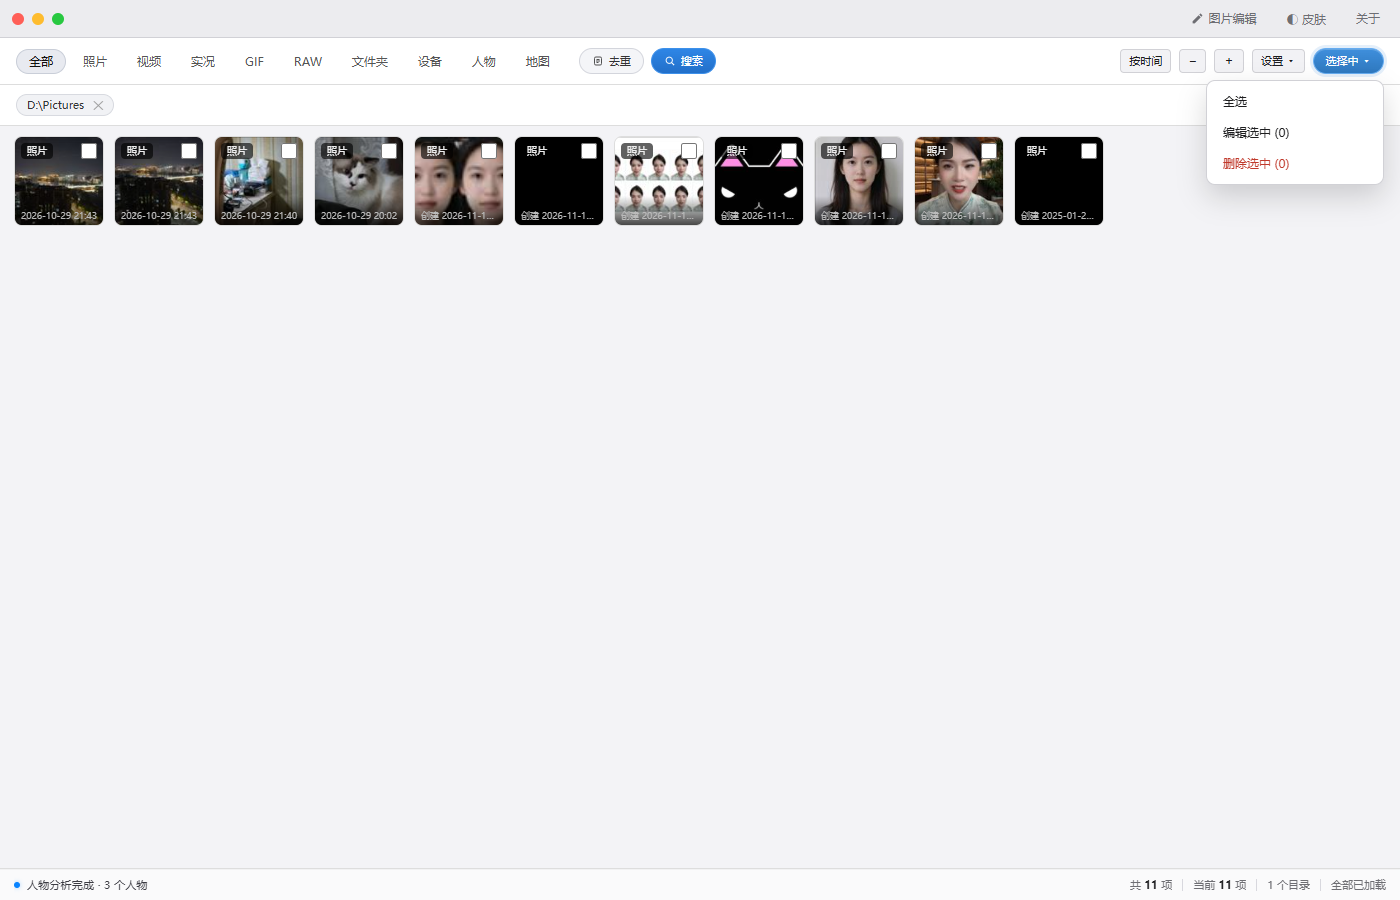 图片编辑 皮肤 关于
全部 照片 视频 实况 GIF RAW 文件夹 设备 人物 地图 去重 搜索 按时间 − + 设置 选择中
D:\Pictures
全选
编辑选中 (0)
删除选中 (0)
照片 照片 照片 照片 照片 照片 照片 照片 照片 照片 照片
2026-10-29 21:43 2026-10-29 21:43 2026-10-29 21:40 2026-10-29 20:02 创建 2026-11-1... 创建 2026-11-1... 创建 2026-11-1... 创建 2026-11-1... 创建 2026-11-1... 创建 2026-11-1... 创建 2025-01-2...
人物分析完成 · 3 个人物 共 11 项 当前 11 项 1 个目录 全部已加载